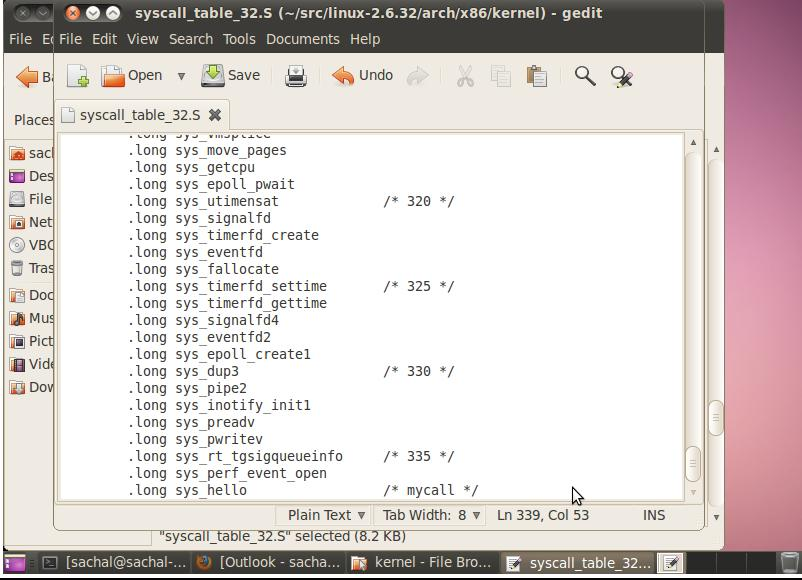 syscall_table_32.S (~/src/linux-2.6.32/arch/x86/kernel) - gedit
File Ec File Edit View Search Tools Documents Help
Ba Open Save Undo
Places
syscall_table_32.S
.long sys_vmsplice
.long sys_move_pages
sach .long sys_getcpu
Des .long sys_epoll_pwait
File .long sys_utimensat /* 320 */
Net .long sys_signalfd
.long sys_timerfd_create
VBO .long sys_eventfd
Tras .long sys_fallocate
.long sys_timerfd_settime /* 325 */
Doc .long sys_timerfd_gettime
Mus .long sys_signalfd4
Pict .long sys_eventfd2
.long sys_epoll_create1
Vide .long sys_dup3 /* 330 */
Dow .long sys_pipe2
.long sys_inotify_init1
.long sys_preadv
.long sys_pwritev
.long sys_rt_tgsigqueueinfo /* 335 */
.long sys_perf_event_open
.long sys_hello /* mycall */
Plain Text Tab Width: 8 Ln 339, Col 53 INS
"syscall_table_32.S" selected (8.2 KB)
[sachal@sachal-... [Outlook - sacha... kernel - File Bro... syscall_table_32...